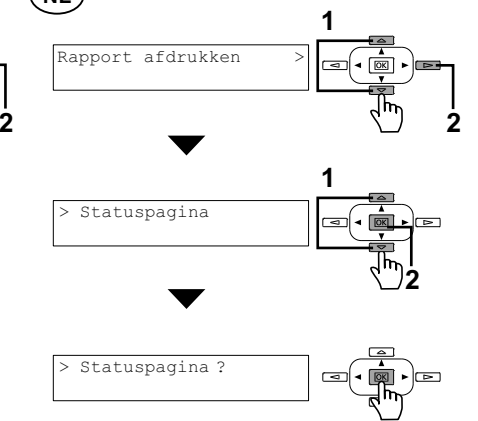 NL
1
Rapport afdrukken >
OK
2
2
1
> Statuspagina
OK
2
> Statuspagina ?
OK